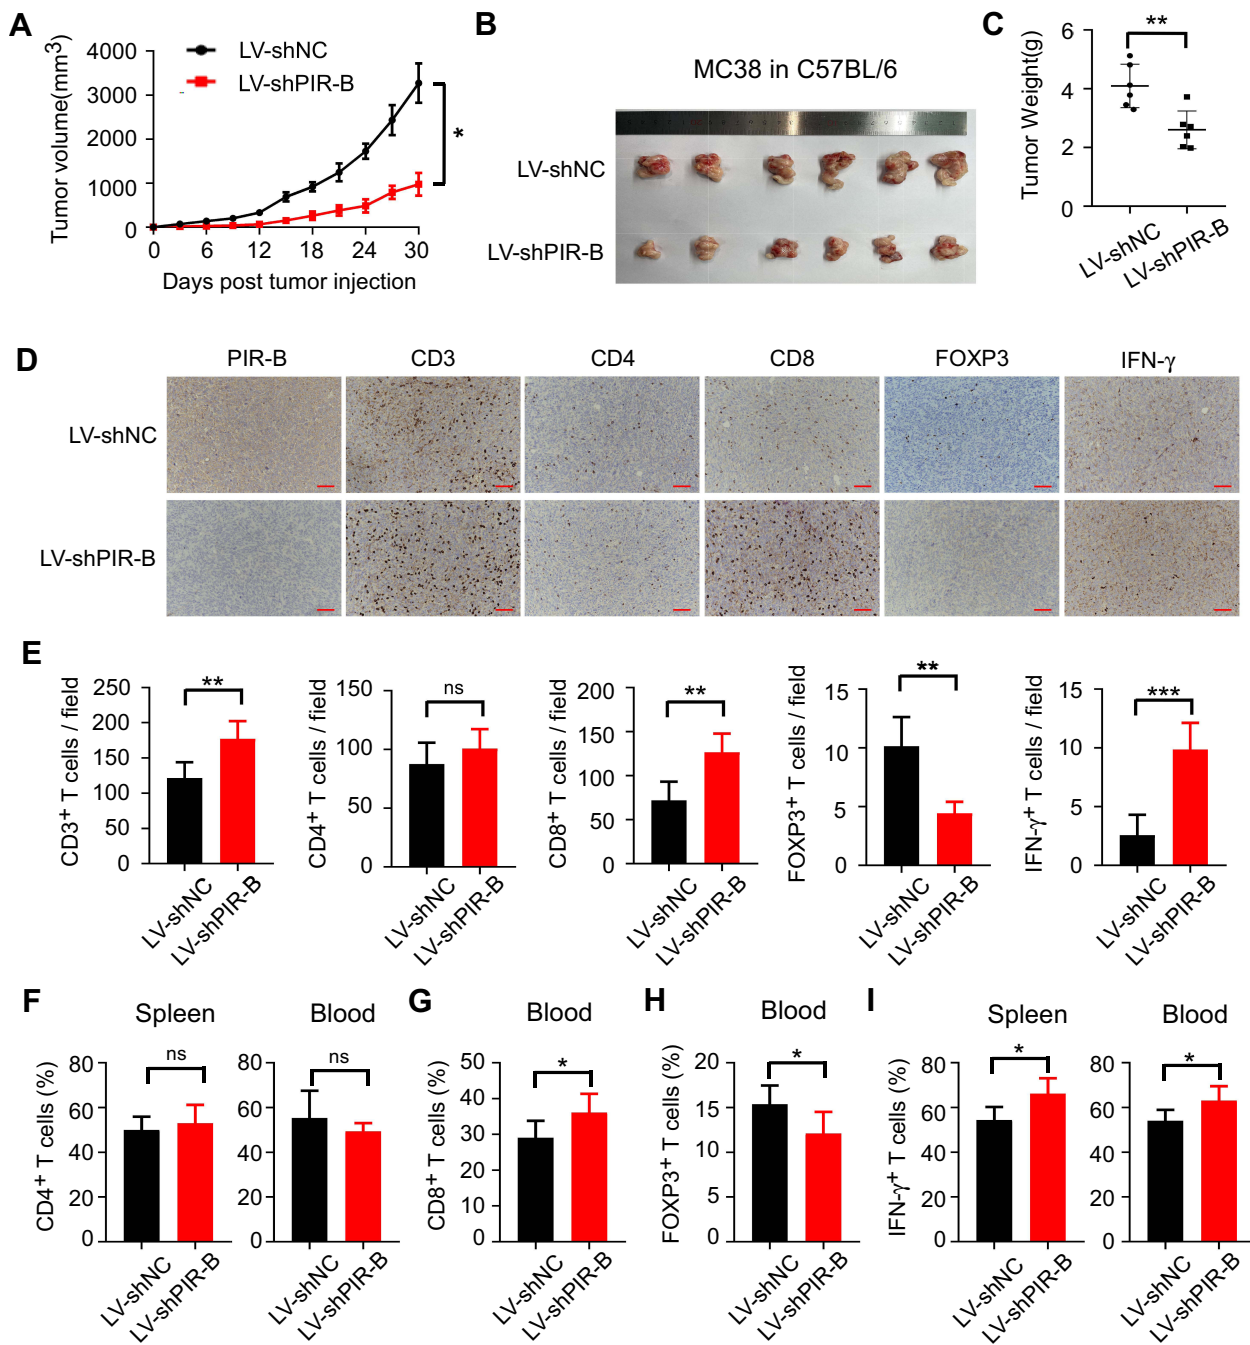 A
Tumor volume(mm³)
4000
3000
2000
1000
0
0 6 12 18 24 30
Days post tumor injection
LV-shNC
LV-shPIR-B
*
B
MC38 in C57BL/6
LV-shNC
LV-shPIR-B
C
Tumor Weight(g)
6
4
2
0
**
LV-shNC
LV-shPIR-B
D
PIR-B CD3 CD4 CD8 FOXP3 IFN-γ
LV-shNC
LV-shPIR-B
E
CD3⁺ T cells / field
250
200
150
100
50
0
**
LV-shNC
LV-shPIR-B
CD4⁺ T cells / field
150
100
50
0
ns
LV-shNC
LV-shPIR-B
CD8⁺ T cells / field
200
150
100
50
0
**
LV-shNC
LV-shPIR-B
FOXP3⁺ T cells / field
15
10
5
0
**
LV-shNC
LV-shPIR-B
IFN-γ⁺ T cells / field
15
10
5
0
***
LV-shNC
LV-shPIR-B
F
Spleen
CD4⁺ T cells (%)
80
60
40
20
0
ns
LV-shNC
LV-shPIR-B
Blood
80
60
40
20
0
ns
LV-shNC
LV-shPIR-B
G
Blood
CD8⁺ T cells (%)
50
40
30
20
10
0
*
LV-shNC
LV-shPIR-B
H
Blood
FOXP3⁺ T cells (%)
20
15
10
5
0
*
LV-shNC
LV-shPIR-B
I
Spleen
IFN-γ⁺ T cells (%)
80
60
40
20
0
*
LV-shNC
LV-shPIR-B
Blood
80
60
40
20
0
*
LV-shNC
LV-shPIR-B